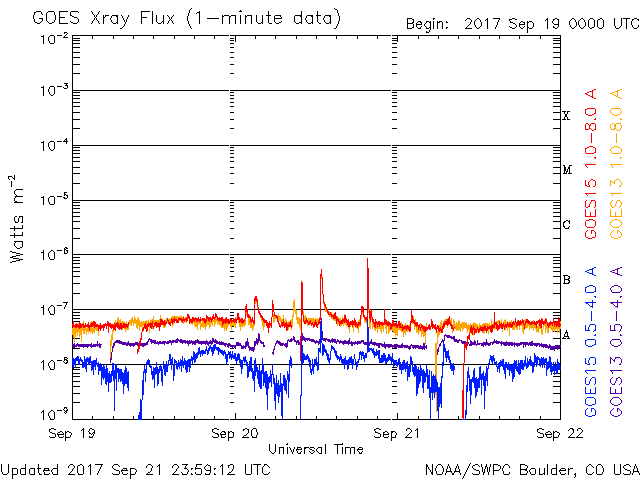 GOES Xray Flux (1-minute data)
Begin: 2017 Sep 19 0000 UTC
10⁻²
10⁻³
10⁻⁴
10⁻⁵
10⁻⁶
10⁻⁷
10⁻⁸
10⁻⁹
Watts m⁻²
X
M
C
B
A
GOES15 1.0-8.0 A
GOES13 1.0-8.0 A
GOES15 0.5-4.0 A
GOES13 0.5-4.0 A
Sep 19
Sep 20
Sep 21
Sep 22
Universal Time
Updated 2017 Sep 21 23:59:12 UTC
NOAA/SWPC Boulder, CO USA